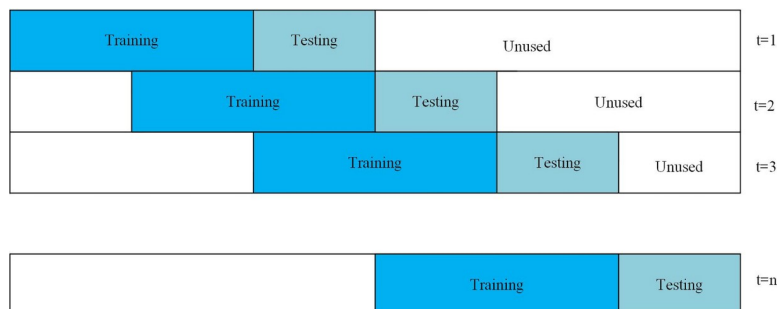 Training Testing Unused t=1
Training Testing Unused t=2
Training Testing Unused t=3
Training Testing t=n